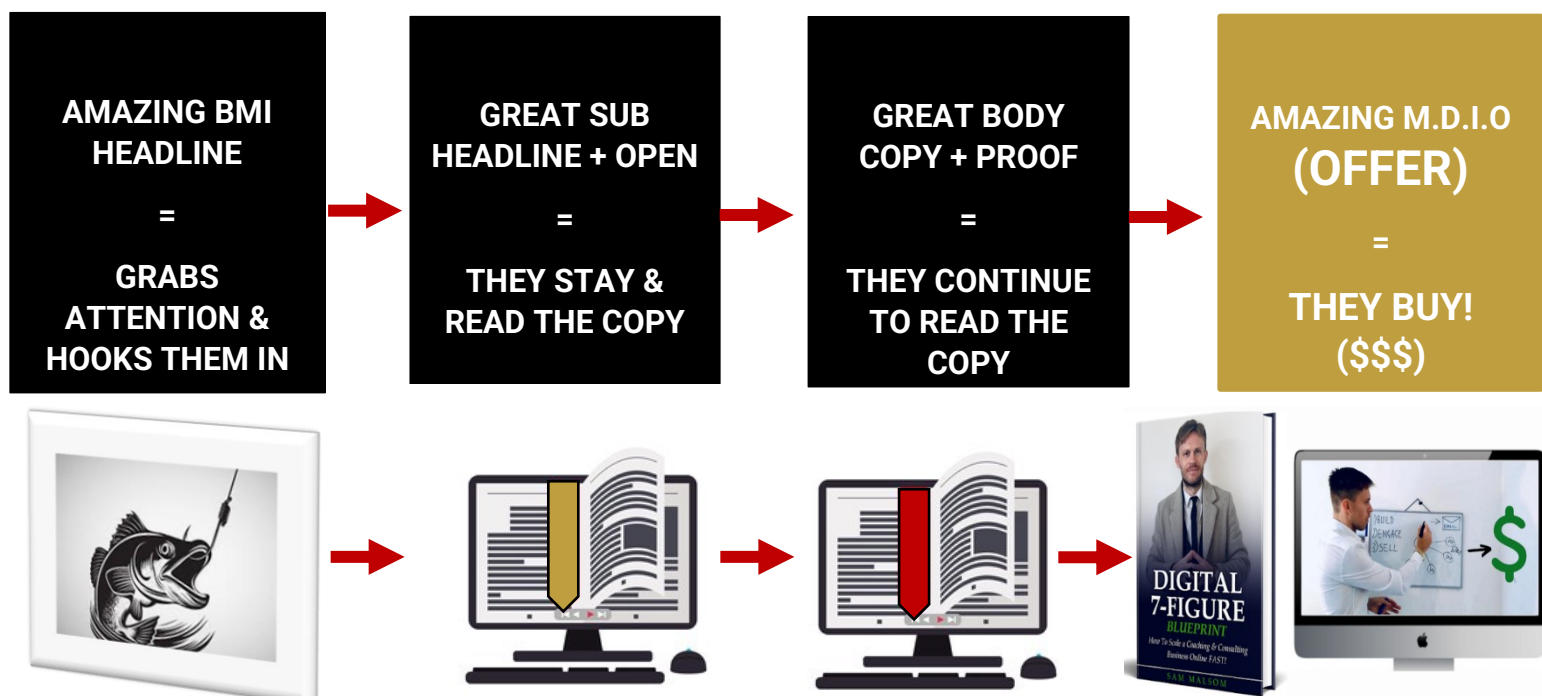 AMAZING BMI
HEADLINE
=
GRABS
ATTENTION &
HOOKS THEM IN
GREAT SUB
HEADLINE + OPEN
=
THEY STAY &
READ THE COPY
GREAT BODY
COPY + PROOF
=
THEY CONTINUE
TO READ THE
COPY
AMAZING M.D.I.O
(OFFER)
=
THEY BUY!
($$$)
DIGITAL
7-FIGURE
BLUEPRINT
How To Scale a Coaching & Consulting
Business Online FAST!
SAM MALSOM
BUILD
ENGAGE
SELL
EMAIL
$